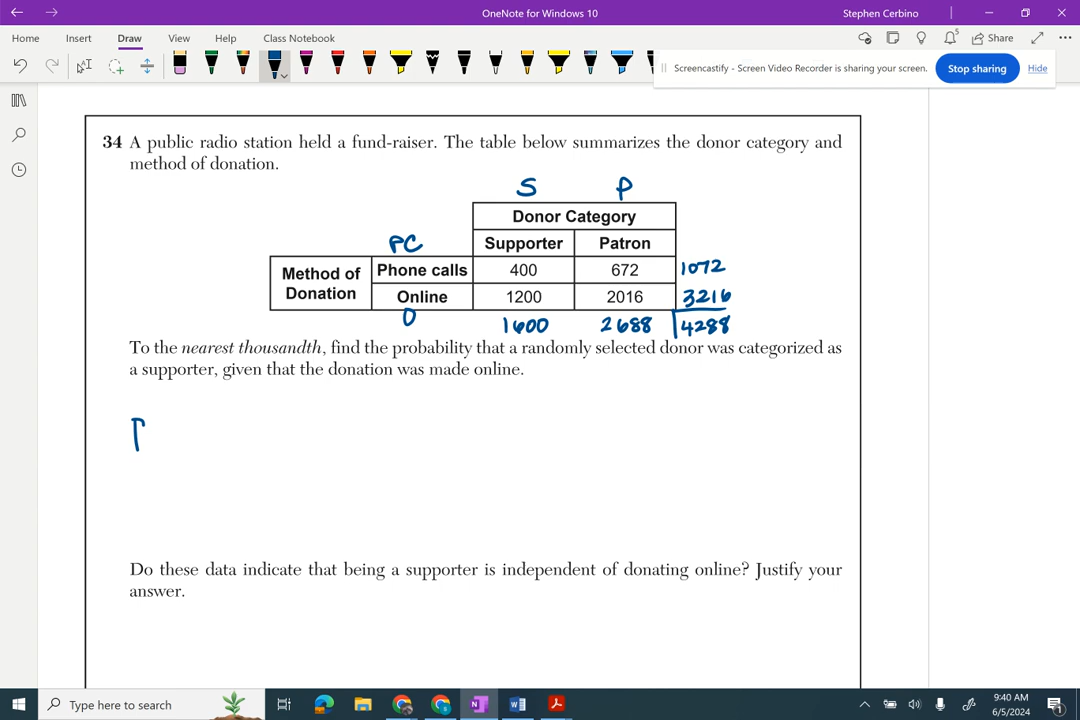 OneNote for Windows 10
Stephen Cerbino
Home Insert Draw View Help Class Notebook
Share
Screencastify - Screen Video Recorder is sharing your screen. Stop sharing Hide
34 A public radio station held a fund-raiser. The table below summarizes the donor category and
method of donation.
S P
Donor Category
PC Supporter Patron
Method of Donation Phone calls 400 672 1072
Online 1200 2016 3216
O 1600 2688 4288
To the nearest thousandth, find the probability that a randomly selected donor was categorized as
a supporter, given that the donation was made online.
Do these data indicate that being a supporter is independent of donating online? Justify your
answer.
Type here to search
9:40 AM
6/5/2024